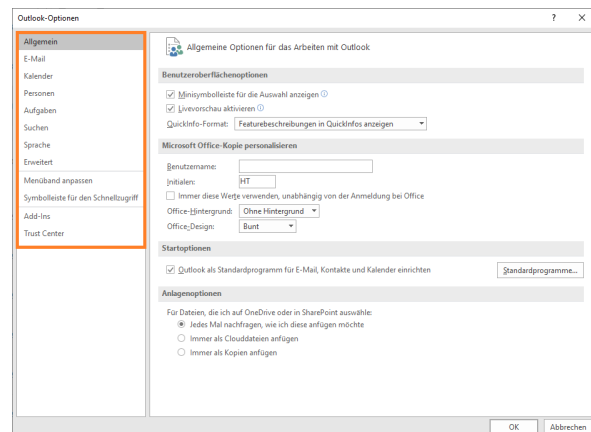 Outlook-Optionen
Allgemein
E-Mail
Kalender
Personen
Aufgaben
Suchen
Sprache
Erweitert
Menüband anpassen
Symbolleiste für den Schnellzugriff
Add-Ins
Trust Center
Allgemeine Optionen für das Arbeiten mit Outlook
Benutzeroberflächenoptionen
Minisymbolleiste für die Auswahl anzeigen
Livevorschau aktivieren
QuickInfo-Format: Featurebeschreibungen in QuickInfos anzeigen
Microsoft Office-Kopie personalisieren
Benutzername:
Initialen: HT
Immer diese Werte verwenden, unabhängig von der Anmeldung bei Office
Office-Hintergrund: Ohne Hintergrund
Office-Design: Bunt
Startoptionen
Outlook als Standardprogramm für E-Mail, Kontakte und Kalender einrichten Standardprogramme...
Anlagenoptionen
Für Dateien, die ich auf OneDrive oder in SharePoint auswähle:
Jedes Mal nachfragen, wie ich diese anfügen möchte
Immer als Clouddateien anfügen
Immer als Kopien anfügen
OK Abbrechen